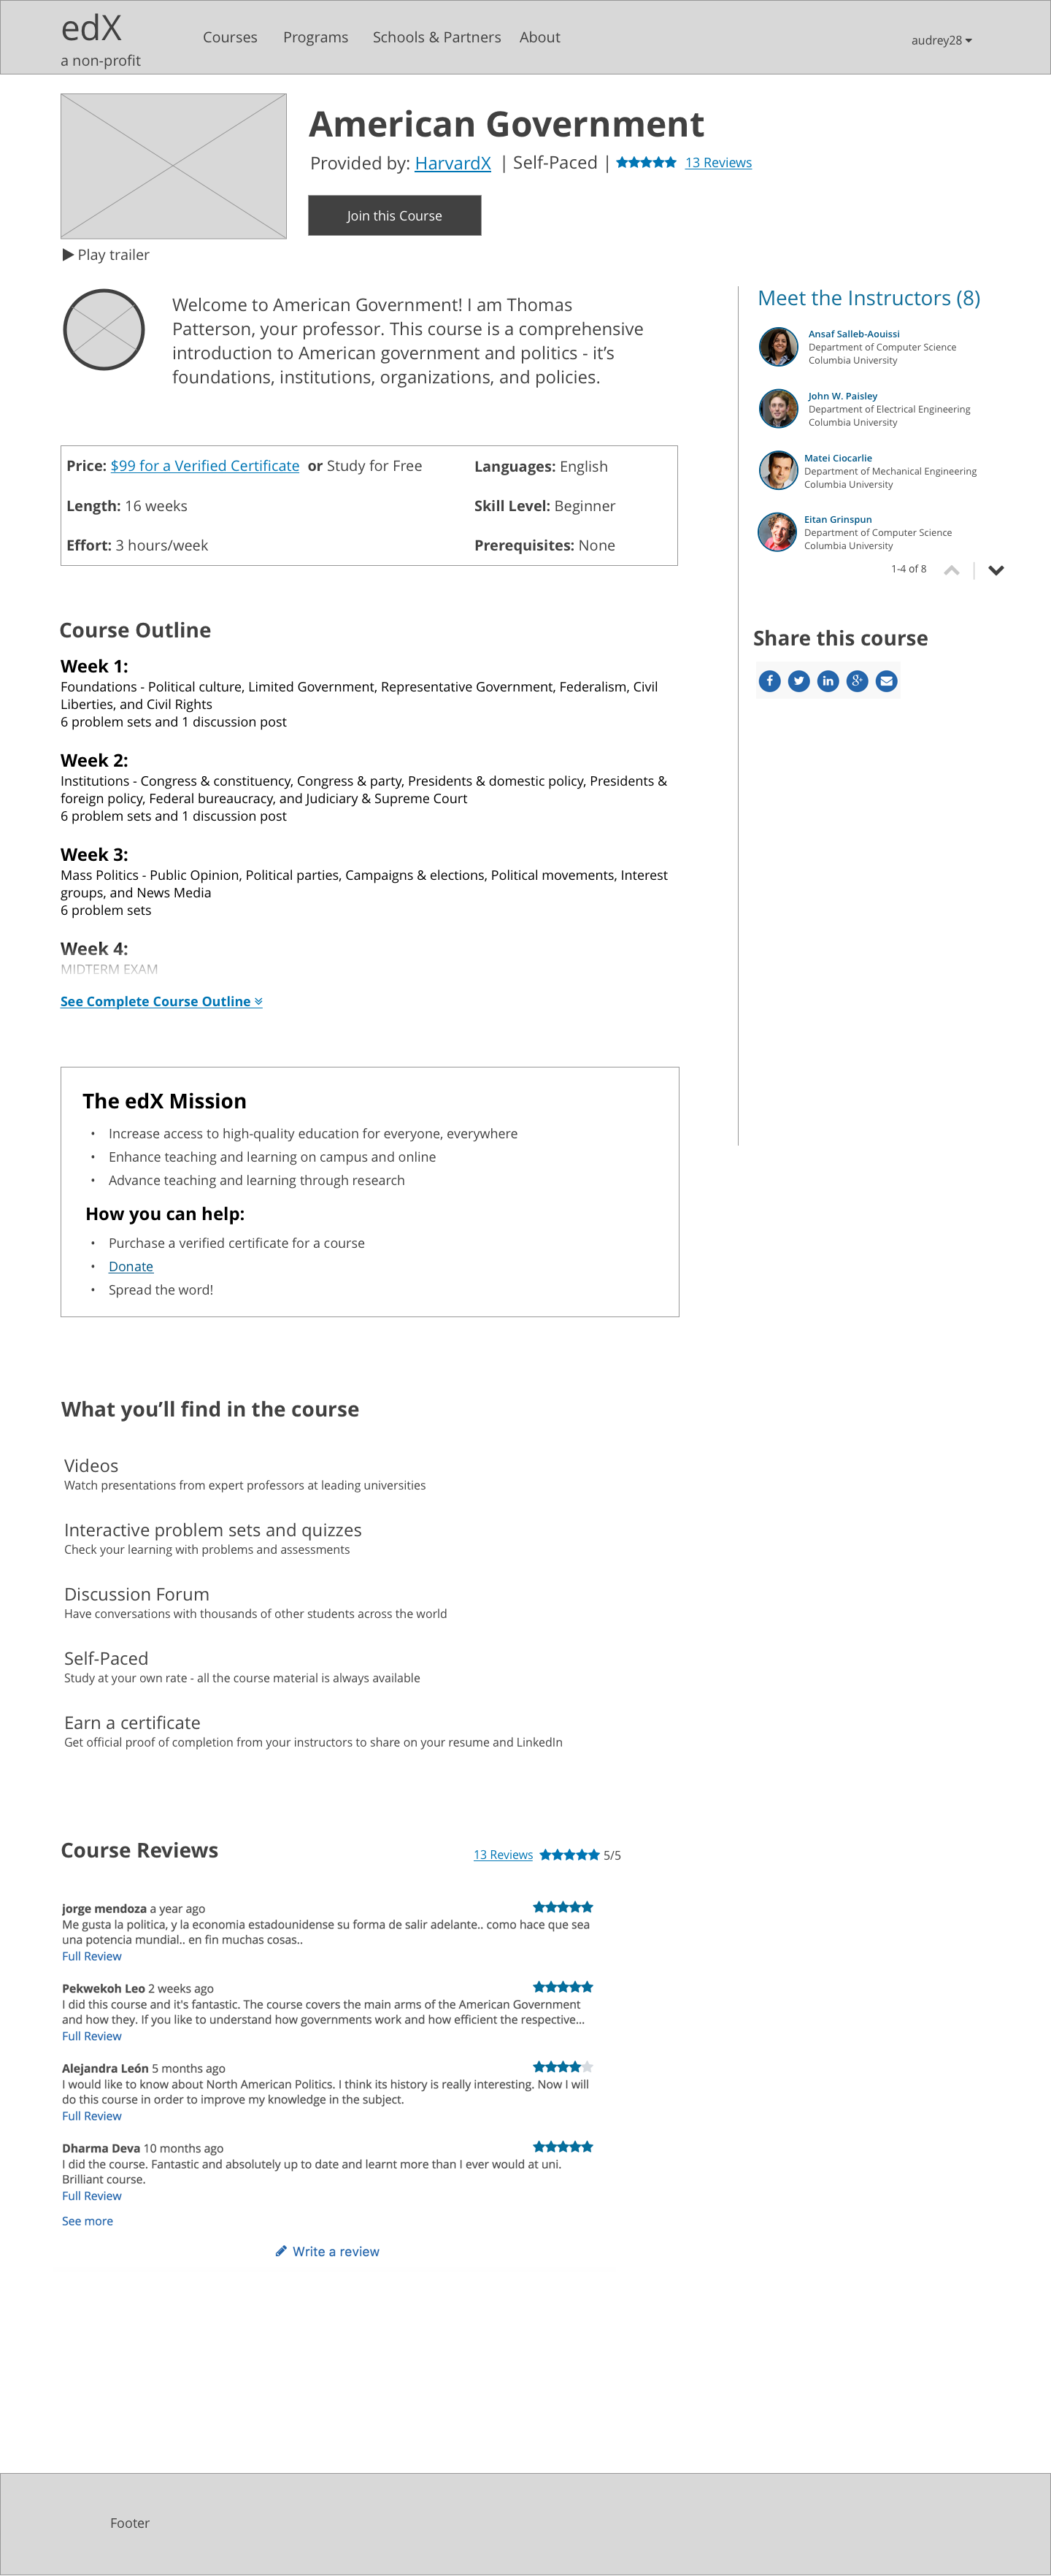 edX
a non-profit
Courses
Programs
Schools & Partners
About
audrey28
American Government
Provided by: HarvardX | Self-Paced | 13 Reviews
Join this Course
Play trailer
Welcome to American Government! I am Thomas
Patterson, your professor. This course is a comprehensive
introduction to American government and politics - it’s
foundations, institutions, organizations, and policies.
Meet the Instructors (8)
Ansaf Salleb-Aouissi
Department of Computer Science
Columbia University
John W. Paisley
Department of Electrical Engineering
Columbia University
Matei Ciocarlie
Department of Mechanical Engineering
Columbia University
Eitan Grinspun
Department of Computer Science
Columbia University
1-4 of 8
Share this course
Price: $99 for a Verified Certificate or Study for Free
Length: 16 weeks
Effort: 3 hours/week
Languages: English
Skill Level: Beginner
Prerequisites: None
Course Outline
Week 1:
Foundations - Political culture, Limited Government, Representative Government, Federalism, Civil
Liberties, and Civil Rights
6 problem sets and 1 discussion post
Week 2:
Institutions - Congress & constituency, Congress & party, Presidents & domestic policy, Presidents &
foreign policy, Federal bureaucracy, and Judiciary & Supreme Court
6 problem sets and 1 discussion post
Week 3:
Mass Politics - Public Opinion, Political parties, Campaigns & elections, Political movements, Interest
groups, and News Media
6 problem sets
Week 4:
MIDTERM EXAM
See Complete Course Outline
The edX Mission
• Increase access to high-quality education for everyone, everywhere
• Enhance teaching and learning on campus and online
• Advance teaching and learning through research
How you can help:
• Purchase a verified certificate for a course
• Donate
• Spread the word!
What you’ll find in the course
Videos
Watch presentations from expert professors at leading universities
Interactive problem sets and quizzes
Check your learning with problems and assessments
Discussion Forum
Have conversations with thousands of other students across the world
Self-Paced
Study at your own rate - all the course material is always available
Earn a certificate
Get official proof of completion from your instructors to share on your resume and LinkedIn
Course Reviews
13 Reviews 5/5
jorge mendoza a year ago
Me gusta la politica, y la economia estadounidense su forma de salir adelante.. como hace que sea
una potencia mundial.. en fin muchas cosas..
Full Review
Pekwekoh Leo 2 weeks ago
I did this course and it's fantastic. The course covers the main arms of the American Government
and how they. If you like to understand how governments work and how efficient the respective...
Full Review
Alejandra León 5 months ago
I would like to know about North American Politics. I think its history is really interesting. Now I will
do this course in order to improve my knowledge in the subject.
Full Review
Dharma Deva 10 months ago
I did the course. Fantastic and absolutely up to date and learnt more than I ever would at uni.
Brilliant course.
Full Review
See more
Write a review
Footer